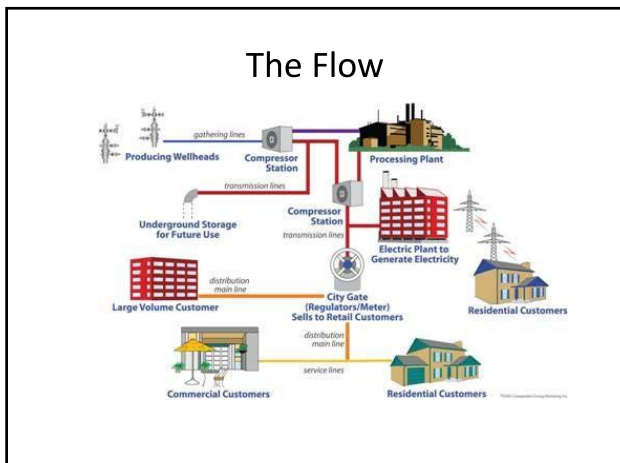 The Flow
gathering lines
Producing Wellheads
Compressor
Station
Processing Plant
transmission lines
Underground Storage
for Future Use
Compressor
Station
transmission lines
Electric Plant to
Generate Electricity
Residential Customers
distribution
main line
Large Volume Customer
City Gate
(Regulators/Meter)
Sells to Retail Customers
distribution
main line
service lines
Commercial Customers
Residential Customers